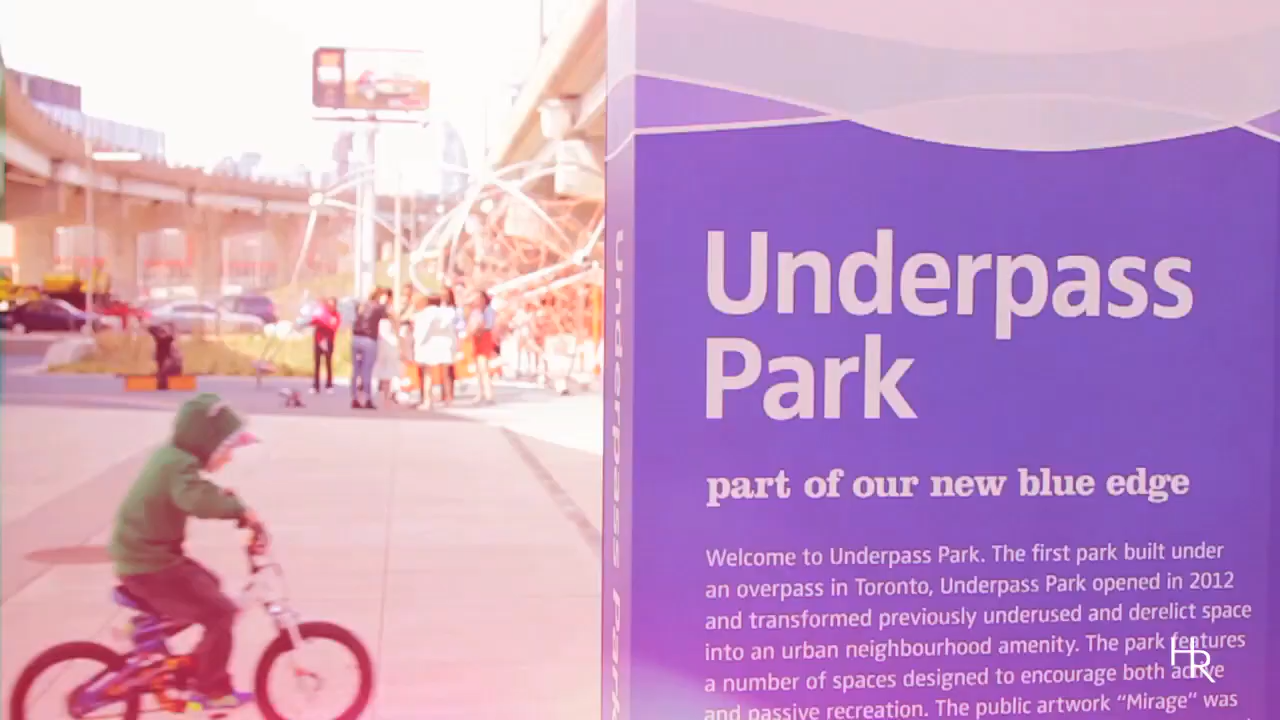 Underpass
Park
part of our new blue edge
Welcome to Underpass Park. The first park built under
an overpass in Toronto, Underpass Park opened in 2012
and transformed previously underused and derelict space
into an urban neighbourhood amenity. The park features
a number of spaces designed to encourage both active
and passive recreation. The public artwork “Mirage” was
Underpass Park
HR